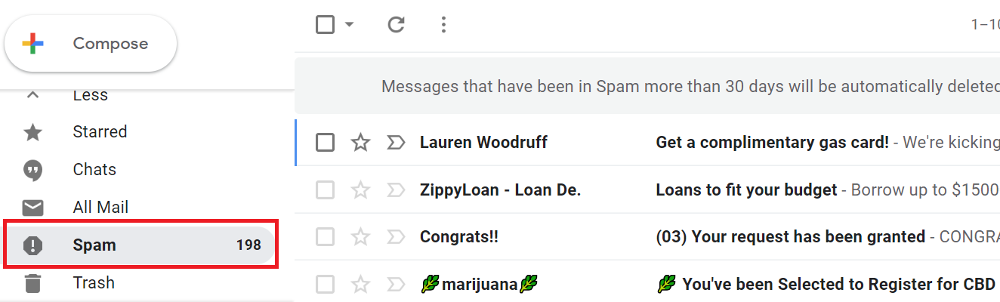 Compose
Less
Starred
Chats
All Mail
Spam 198
Trash
1–10
Messages that have been in Spam more than 30 days will be automatically deleted
Lauren Woodruff Get a complimentary gas card! - We're kicking
ZippyLoan - Loan De. Loans to fit your budget - Borrow up to $1500
Congrats!! (03) Your request has been granted - CONGRA
🌿marijuana🌿 🌿 You've been Selected to Register for CBD